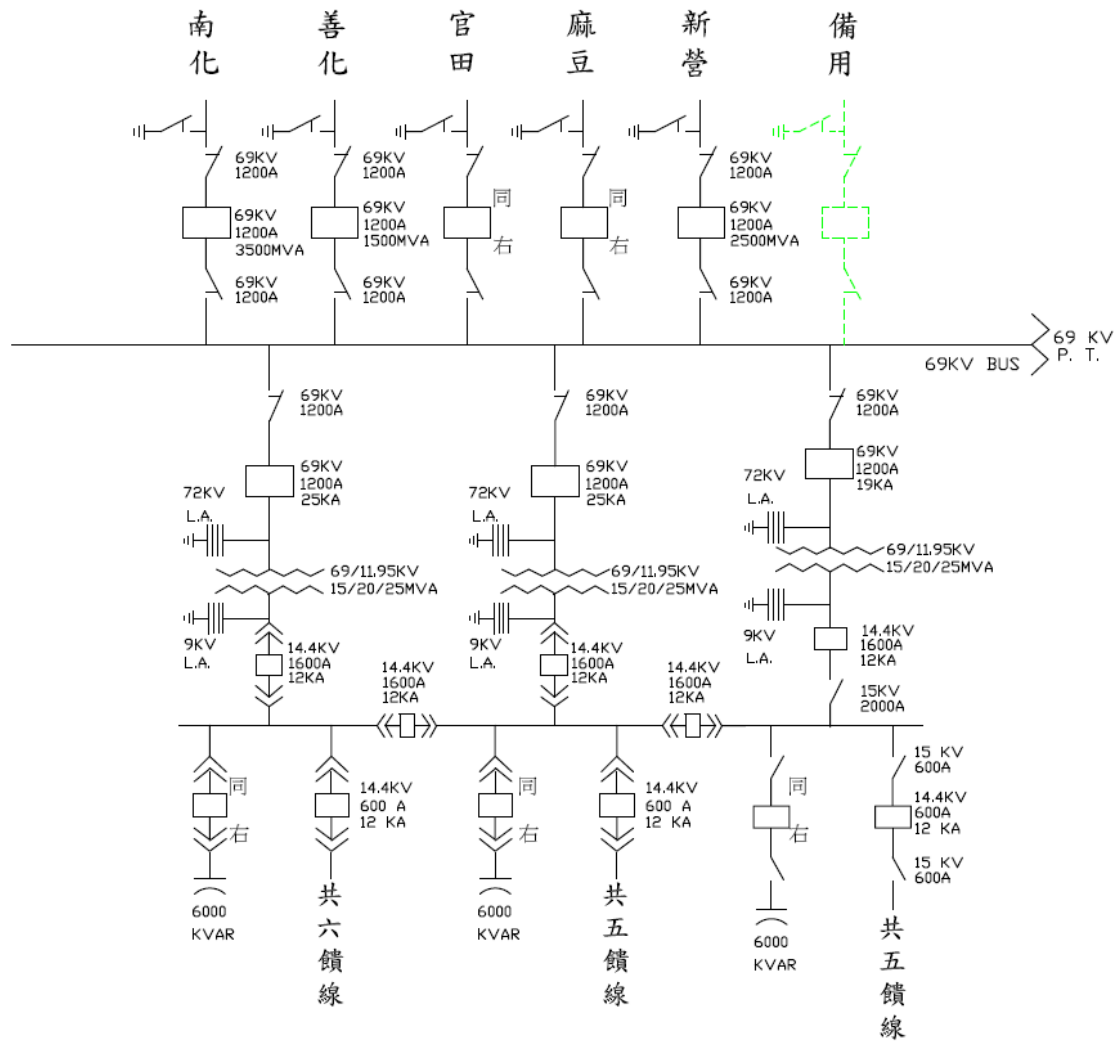 南化
善化
官田
麻豆
新營
備用
69KV
1200A
69KV
1200A
3500MVA
69KV
1200A
69KV
1200A
69KV
1200A
1500MVA
69KV
1200A
同右
同右
69KV
1200A
69KV
1200A
2500MVA
69KV
1200A
69 KV
P. T.
69KV BUS
69KV
1200A
69KV
1200A
25KA
72KV
L.A.
69/11.95KV
15/20/25MVA
9KV
L.A.
14.4KV
1600A
12KA
14.4KV
1600A
12KA
69KV
1200A
69KV
1200A
25KA
72KV
L.A.
69/11.95KV
15/20/25MVA
9KV
L.A.
14.4KV
1600A
12KA
14.4KV
1600A
12KA
69KV
1200A
69KV
1200A
19KA
72KV
L.A.
69/11.95KV
15/20/25MVA
9KV
L.A.
14.4KV
1600A
12KA
15KV
2000A
同右
6000
KVAR
14.4KV
600 A
12 KA
共六饋線
同右
6000
KVAR
14.4KV
600 A
12 KA
共五饋線
同右
6000
KVAR
15 KV
600A
14.4KV
600A
12 KA
15 KV
600A
共五饋線